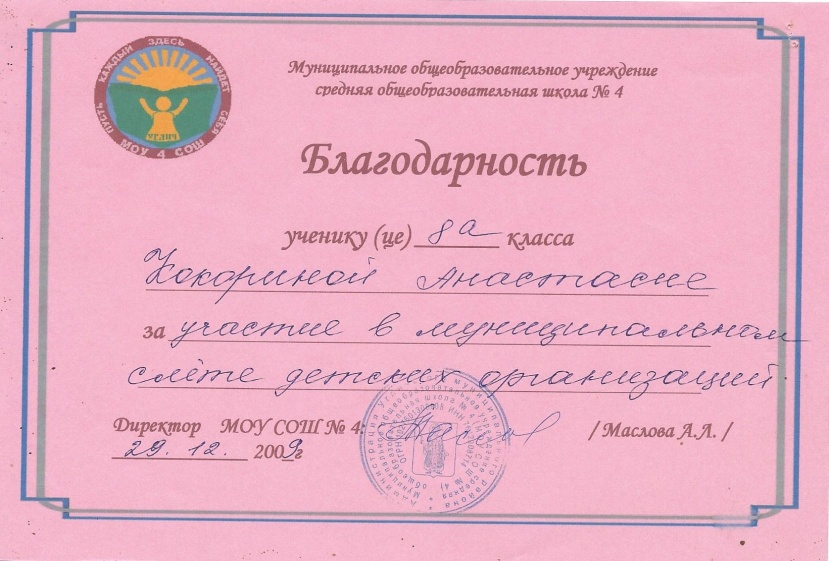 ПУСТЬ КАЖДЫЙ ЗДЕСЬ НАЙДЕТ СЕБЯ
УГЛИЧ
МОУ 4 СОШ
Муниципальное общеобразовательное учреждение
средняя общеобразовательная школа № 4
Благодарность
ученику (це) 8а класса
Кокориной Анастасие
за участие в муниципальном
слёте детских организаций.
Директор МОУ СОШ № 4: / Маслова А.Л. /
29. 12. 2009г